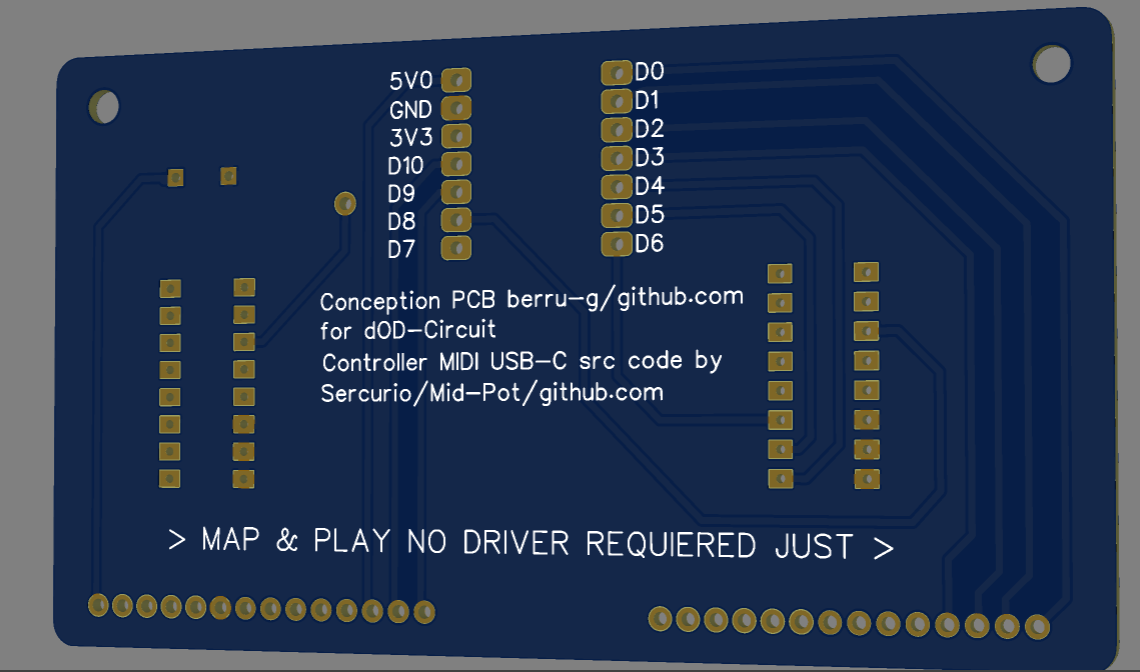 5V0
GND
3V3
D10
D9
D8
D7
D0
D1
D2
D3
D4
D5
D6
Conception PCB berru-g/github.com
for dOD-Circuit
Controller MIDI USB-C src code by
Sercurio/Mid-Pot/github.com
> MAP & PLAY NO DRIVER REQUIERED JUST >